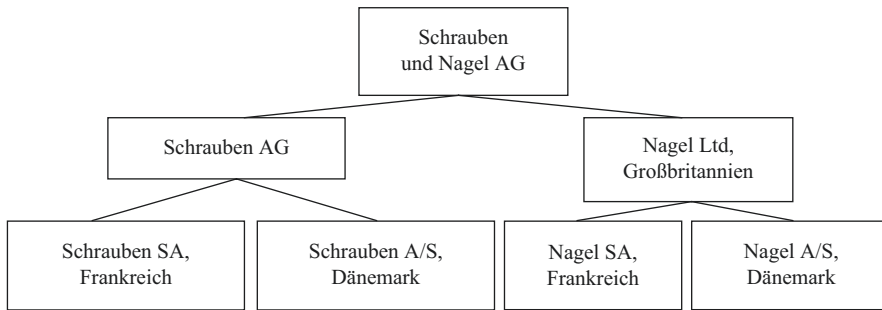 Schrauben
und Nagel AG
Schrauben AG
Nagel Ltd,
Großbritannien
Schrauben SA,
Frankreich
Schrauben A/S,
Dänemark
Nagel SA,
Frankreich
Nagel A/S,
Dänemark